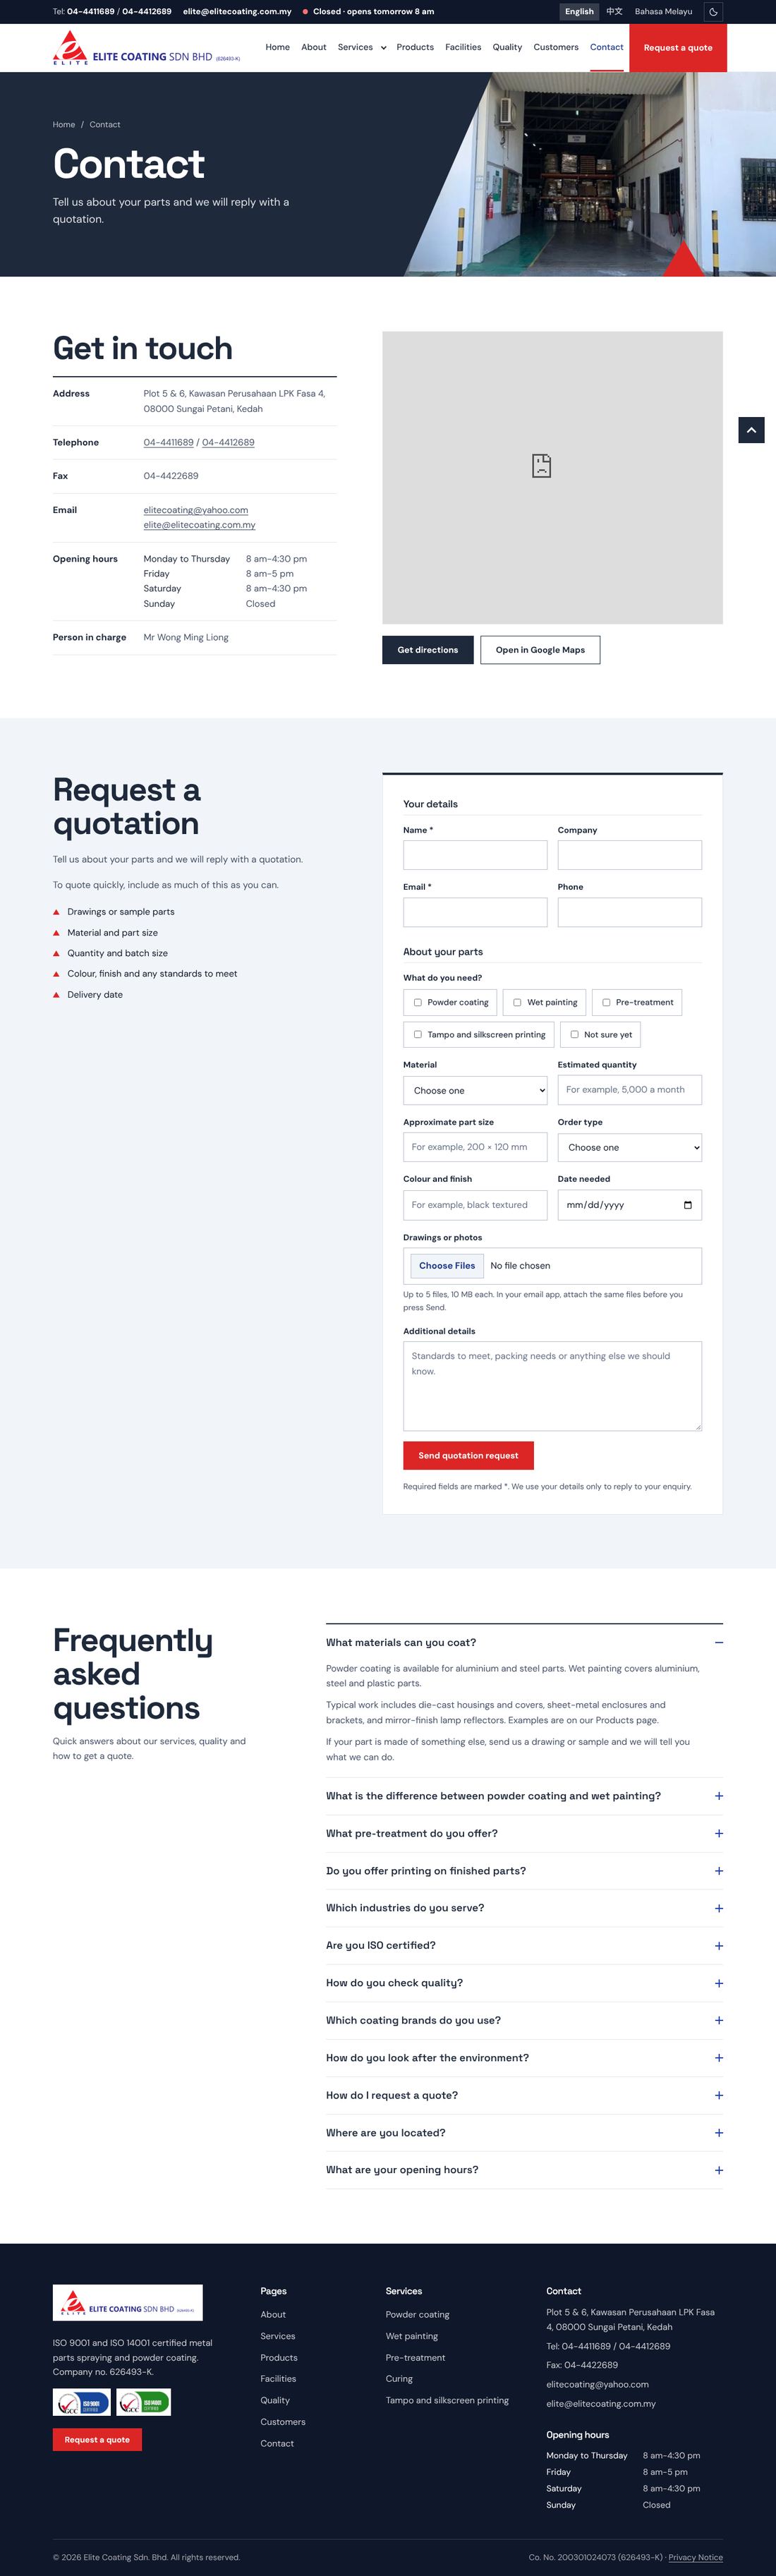 Tel: 04-4411689 / 04-4412689 elite@elitecoating.com.my Closed · opens tomorrow 8 am English 中文 Bahasa Melayu
ELITE ELITE COATING SDN BHD (626493-K) Home About Services Products Facilities Quality Customers Contact Request a quote
Home / Contact
Contact
Tell us about your parts and we will reply with a
quotation.
Get in touch
Address Plot 5 & 6, Kawasan Perusahaan LPK Fasa 4,
08000 Sungai Petani, Kedah
Telephone 04-4411689 / 04-4412689
Fax 04-4422689
Email elitecoating@yahoo.com
elite@elitecoating.com.my
Opening hours Monday to Thursday 8 am–4:30 pm
Friday 8 am–5 pm
Saturday 8 am–4:30 pm
Sunday Closed
Person in charge Mr Wong Ming Liong
Get directions Open in Google Maps
Request a
quotation
Tell us about your parts and we will reply with a quotation.
To quote quickly, include as much of this as you can.
Drawings or sample parts
Material and part size
Quantity and batch size
Colour, finish and any standards to meet
Delivery date
Your details
Name * Company
Email * Phone
About your parts
What do you need?
Powder coating Wet painting Pre-treatment
Tampo and silkscreen printing Not sure yet
Material Estimated quantity
Choose one For example, 5,000 a month
Approximate part size Order type
For example, 200 × 120 mm Choose one
Colour and finish Date needed
For example, black textured mm/dd/yyyy
Drawings or photos
Choose Files No file chosen
Up to 5 files, 10 MB each. In your email app, attach the same files before you
press Send.
Additional details
Standards to meet, packing needs or anything else we should
know.
Send quotation request
Required fields are marked *. We use your details only to reply to your enquiry.
Frequently
asked
questions
Quick answers about our services, quality and
how to get a quote.
What materials can you coat?
Powder coating is available for aluminium and steel parts. Wet painting covers aluminium,
steel and plastic parts.
Typical work includes die-cast housings and covers, sheet-metal enclosures and
brackets, and mirror-finish lamp reflectors. Examples are on our Products page.
If your part is made of something else, send us a drawing or sample and we will tell you
what we can do.
What is the difference between powder coating and wet painting?
What pre-treatment do you offer?
Do you offer printing on finished parts?
Which industries do you serve?
Are you ISO certified?
How do you check quality?
Which coating brands do you use?
How do you look after the environment?
How do I request a quote?
Where are you located?
What are your opening hours?
ELITE ELITE COATING SDN BHD
ISO 9001 and ISO 14001 certified metal
parts spraying and powder coating.
Company no. 626493-K.
ISO 9001 ISO 14001
Request a quote
Pages
About
Services
Products
Facilities
Quality
Customers
Contact
Services
Powder coating
Wet painting
Pre-treatment
Curing
Tampo and silkscreen printing
Contact
Plot 5 & 6, Kawasan Perusahaan LPK Fasa
4, 08000 Sungai Petani, Kedah
Tel: 04-4411689 / 04-4412689
Fax: 04-4422689
elitecoating@yahoo.com
elite@elitecoating.com.my
Opening hours
Monday to Thursday 8 am–4:30 pm
Friday 8 am–5 pm
Saturday 8 am–4:30 pm
Sunday Closed
© 2026 Elite Coating Sdn. Bhd. All rights reserved. Co. No. 200301024073 (626493-K) · Privacy Notice